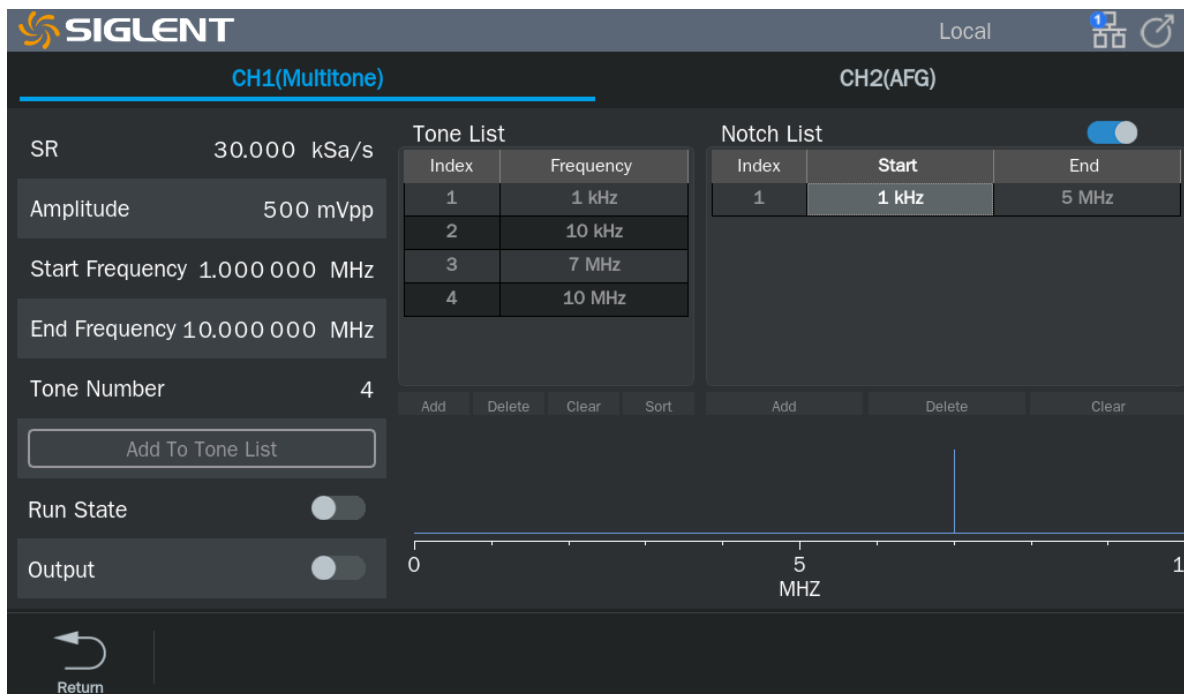 SIGLENT
Local
1
CH1(Multitone)
CH2(AFG)
SR 30.000 kSa/s
Amplitude 500 mVpp
Start Frequency 1.000 000 MHz
End Frequency 10.000 000 MHz
Tone Number 4
Add To Tone List
Run State
Output
Tone List
Index Frequency
1 1 kHz
2 10 kHz
3 7 MHz
4 10 MHz
Add Delete Clear Sort
Notch List
Index Start End
1 1 kHz 5 MHz
Add Delete Clear
0 5 1
MHZ
Return